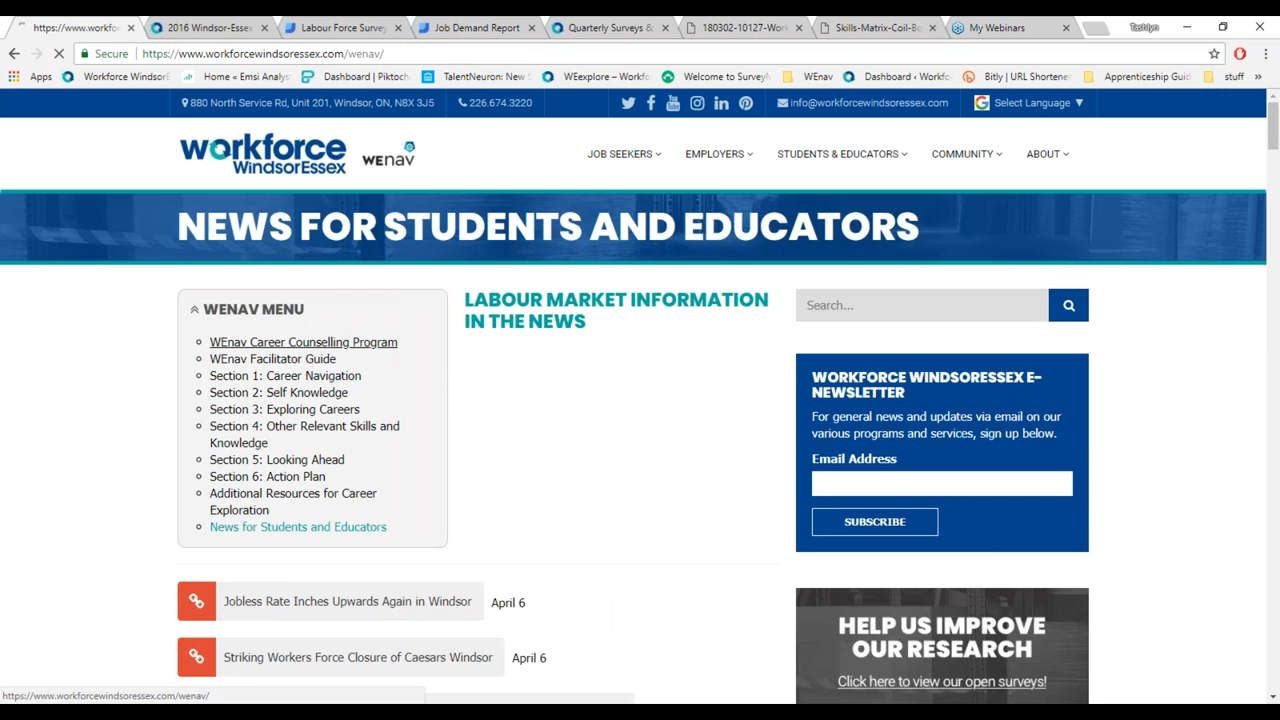 https://www.workfor
2016 Windsor-Essex
Labour Force Survey
Job Demand Report
Quarterly Surveys &
180302-10127-Work
Skills-Matrix-Coil-Bo
My Webinars
Tashlyn
Secure
https://www.workforcewindsoressex.com/wenav/
Apps
Workforce WindsorE
Home « Emsi Analys
Dashboard | Piktoch
TalentNeuron: New S
WEexplore – Workfo
Welcome to SurveyM
WEnav
Dashboard ‹ Workfo
Bitly | URL Shortener
Apprenticeship Guid
stuff
»
880 North Service Rd, Unit 201, Windsor, ON, N8X 3J5
226.674.3220
info@workforcewindsoressex.com
Select Language ▼
workforce
WindsorEssex
WEnav
JOB SEEKERS
EMPLOYERS
STUDENTS & EDUCATORS
COMMUNITY
ABOUT
NEWS FOR STUDENTS AND EDUCATORS
WENAV MENU
WEnav Career Counselling Program
WEnav Facilitator Guide
Section 1: Career Navigation
Section 2: Self Knowledge
Section 3: Exploring Careers
Section 4: Other Relevant Skills and
Knowledge
Section 5: Looking Ahead
Section 6: Action Plan
Additional Resources for Career
Exploration
News for Students and Educators
LABOUR MARKET INFORMATION
IN THE NEWS
Search...
WORKFORCE WINDSORESSEX E-
NEWSLETTER
For general news and updates via email on our
various programs and services, sign up below.
Email Address
SUBSCRIBE
Jobless Rate Inches Upwards Again in Windsor
April 6
Striking Workers Force Closure of Caesars Windsor
April 6
HELP US IMPROVE
OUR RESEARCH
Click here to view our open surveys!
https://www.workforcewindsoressex.com/wenav/